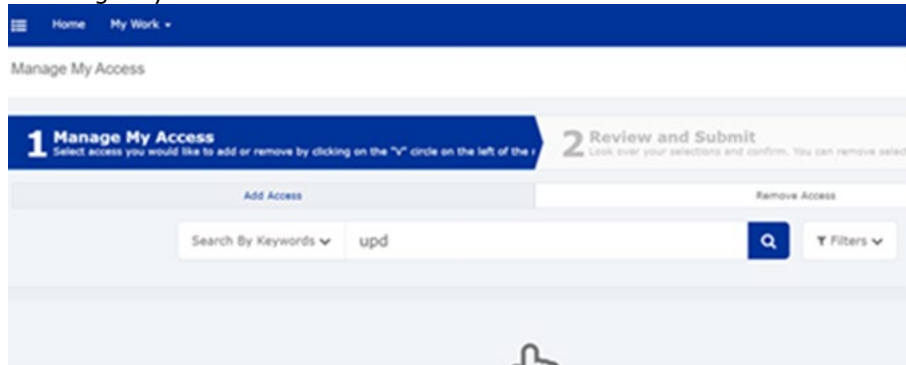 Home My Work
Manage My Access
1 Manage My Access
Select access you would like to add or remove by clicking on the "V" circle on the left of the
2 Review and Submit
Look over your selections and confirm. You can remove
Add Access
Remove Access
Search By Keywords
upd
Filters